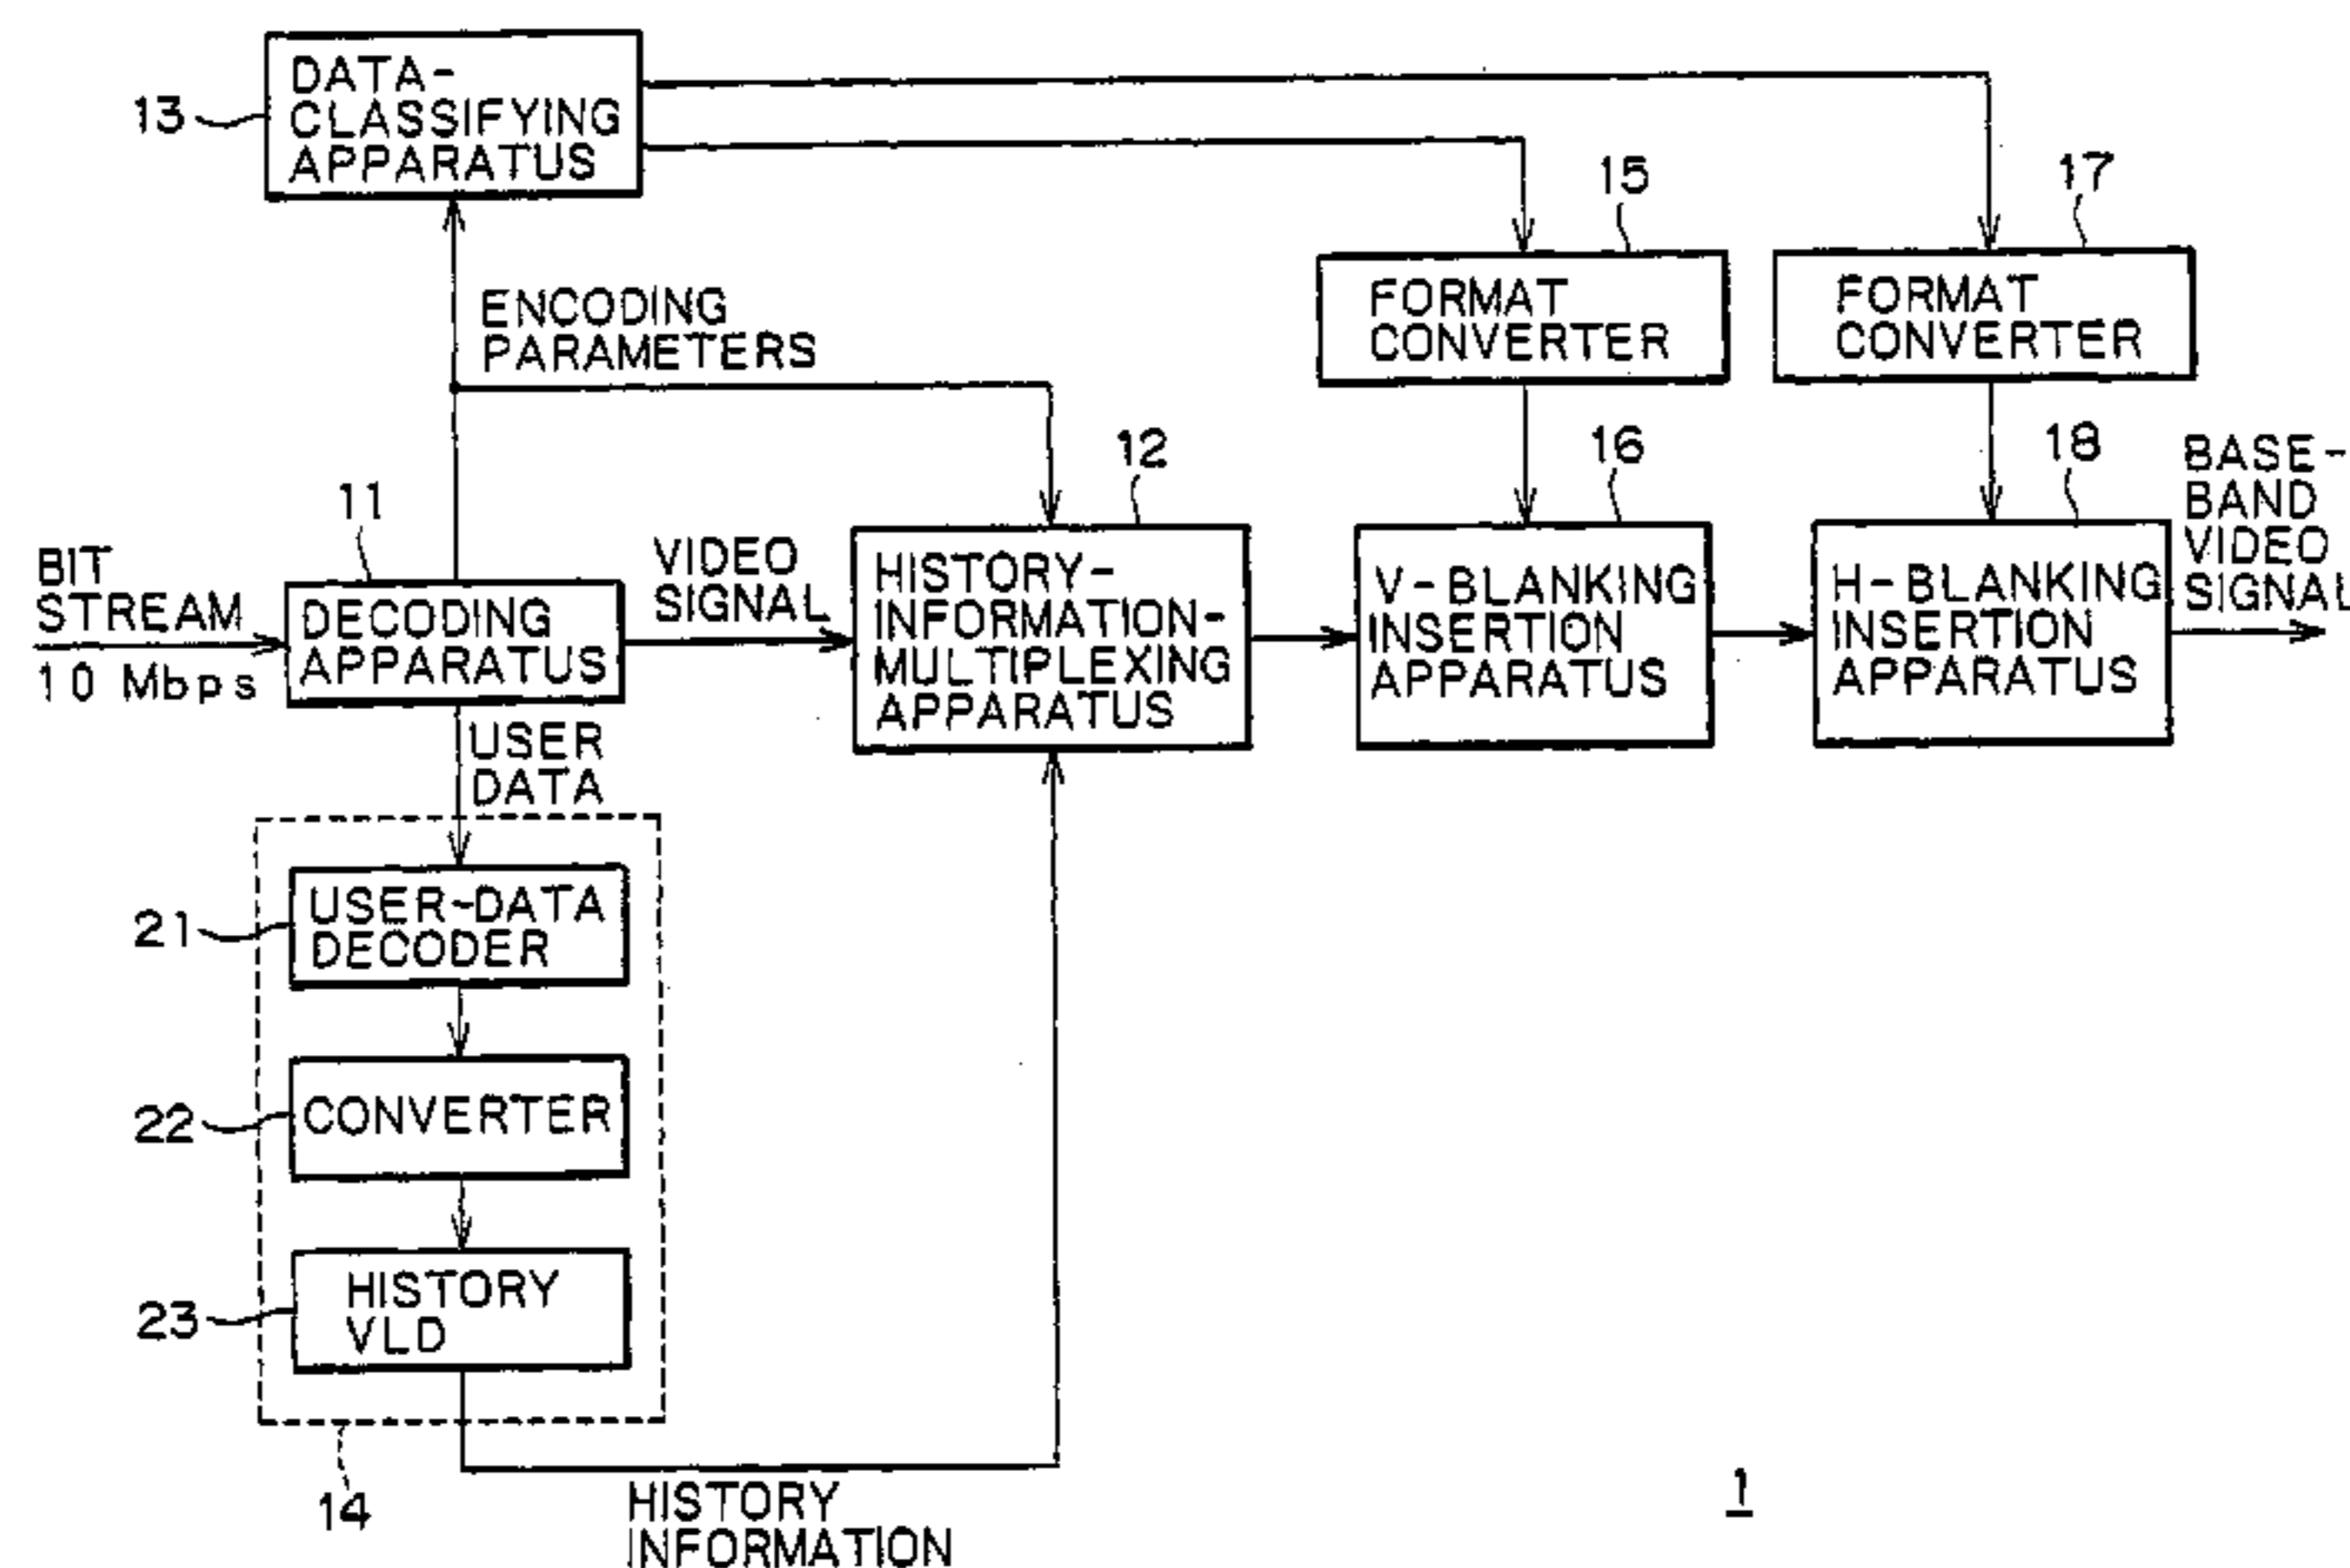 DATA-
CLASSIFYING
APPARATUS
13
15
17
FORMAT
CONVERTER
FORMAT
CONVERTER
ENCODING
PARAMETERS
11
12
16
18
BIT
STREAM
10 Mbps
DECODING
APPARATUS
VIDEO
SIGNAL
HISTORY-
INFORMATION-
MULTIPLEXING
APPARATUS
V-BLANKING
INSERTION
APPARATUS
H-BLANKING
INSERTION
APPARATUS
BASE-
BAND
VIDEO
SIGNAL
USER
DATA
21
USER-DATA
DECODER
22
CONVERTER
23
HISTORY
VLD
14
HISTORY
INFORMATION
1